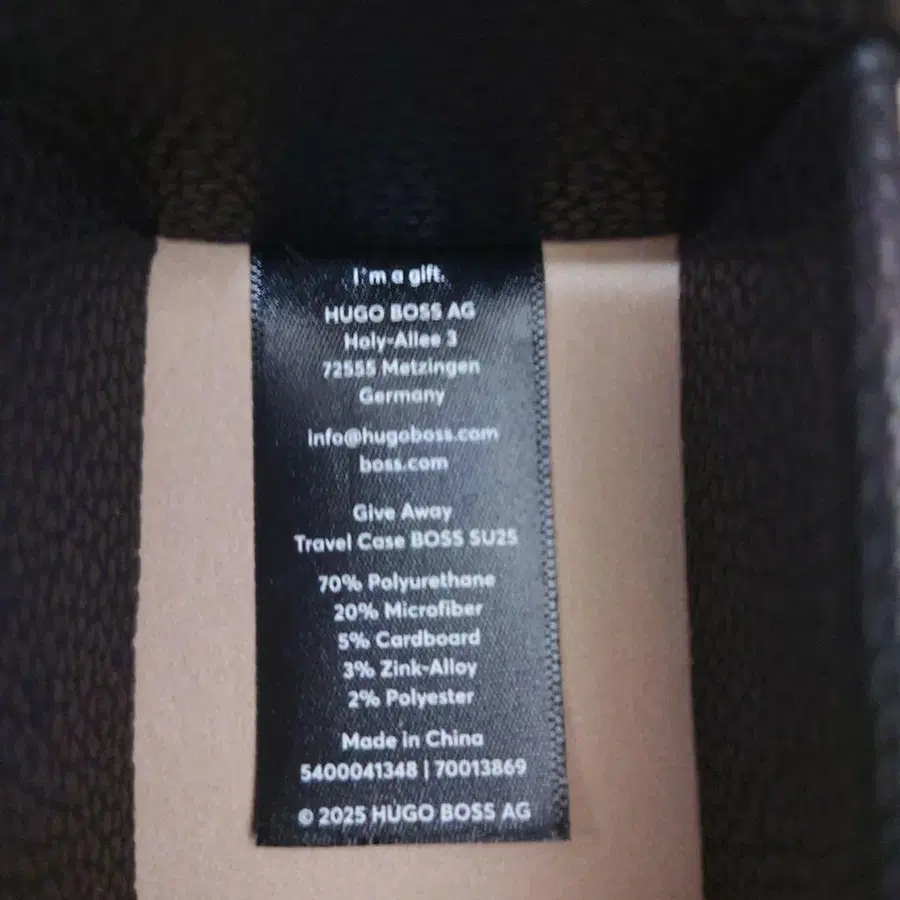 I'm a gift.
HUGO BOSS AG
Holy-Allee 3
72555 Metzingen
Germany
info@hugoboss.com
boss.com
Give Away
Travel Case BOSS SU25
70% Polyurethane
20% Microfiber
5% Cardboard
3% Zink-Alloy
2% Polyester
Made in China
5400041348 | 70013869
© 2025 HUGO BOSS AG